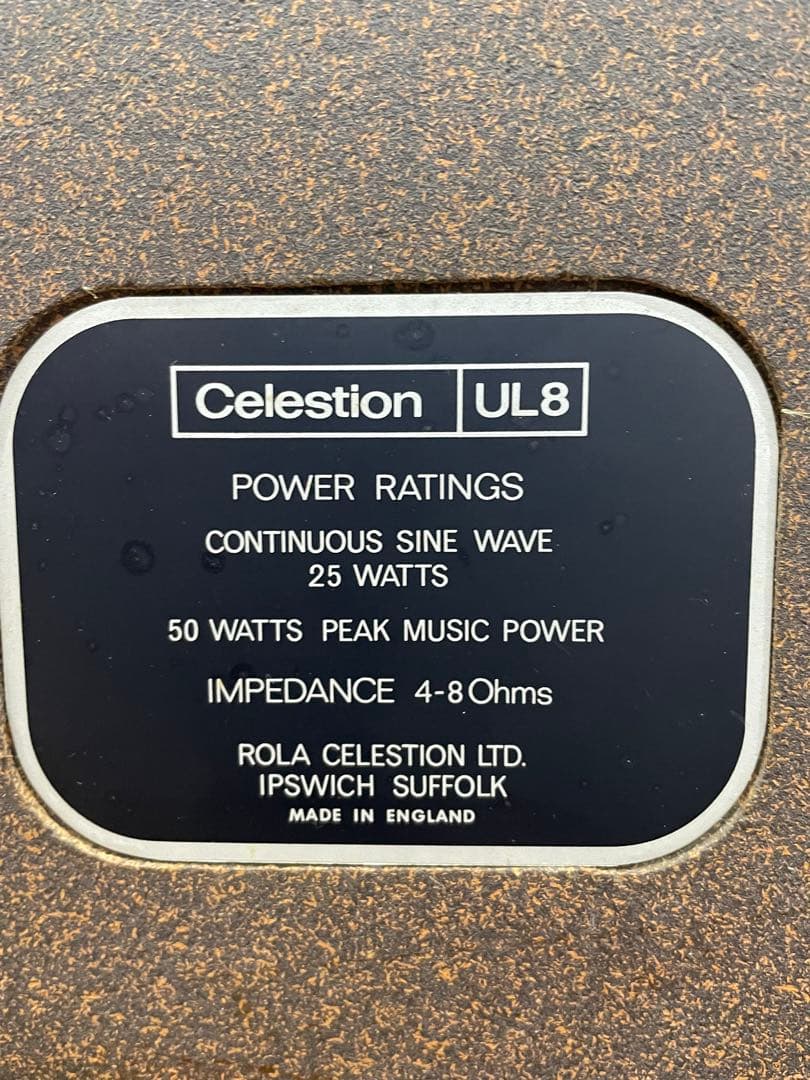 Celestion UL8
POWER RATINGS
CONTINUOUS SINE WAVE
25 WATTS
50 WATTS PEAK MUSIC POWER
IMPEDANCE 4-8 Ohms
ROLA CELESTION LTD.
IPSWICH SUFFOLK
MADE IN ENGLAND